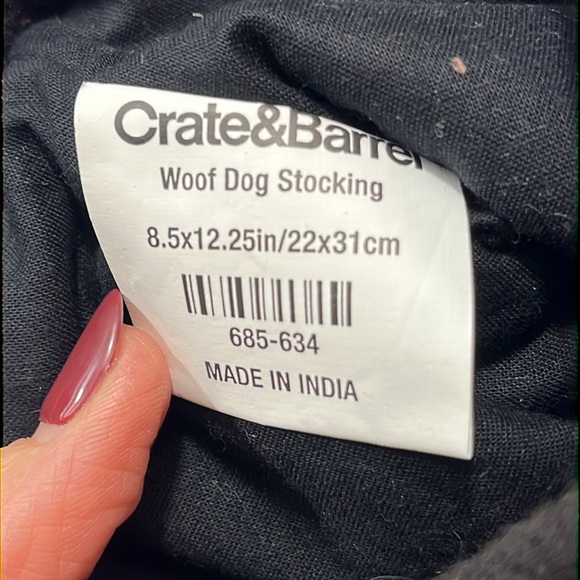 Crate&Barrel
Woof Dog Stocking
8.5x12.25in/22x31cm
685-634
MADE IN INDIA